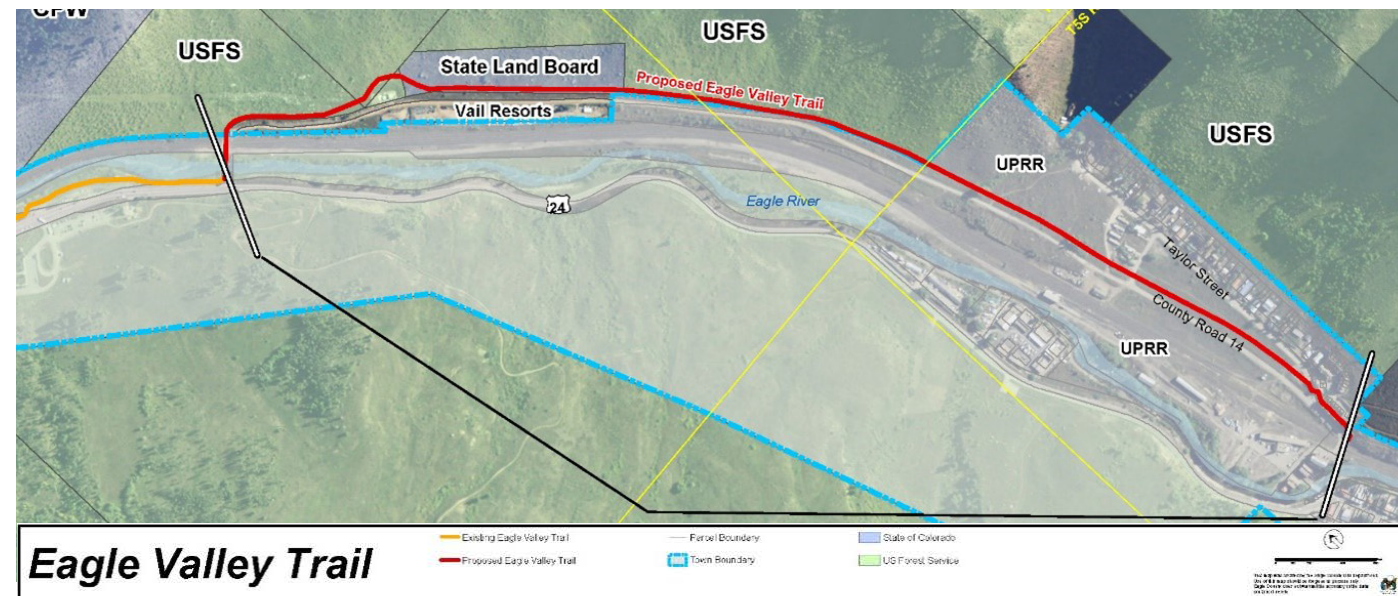 CPW
USFS
USFS
T5S
State Land Board
Proposed Eagle Valley Trail
Vail Resorts
USFS
UPRR
24
Eagle River
Taylor Street
County Road 14
UPRR
Eagle Valley Trail
Existing Eagle Valley Trail
Proposed Eagle Valley Trail
Parcel Boundary
Town Boundary
State of Colorado
US Forest Service